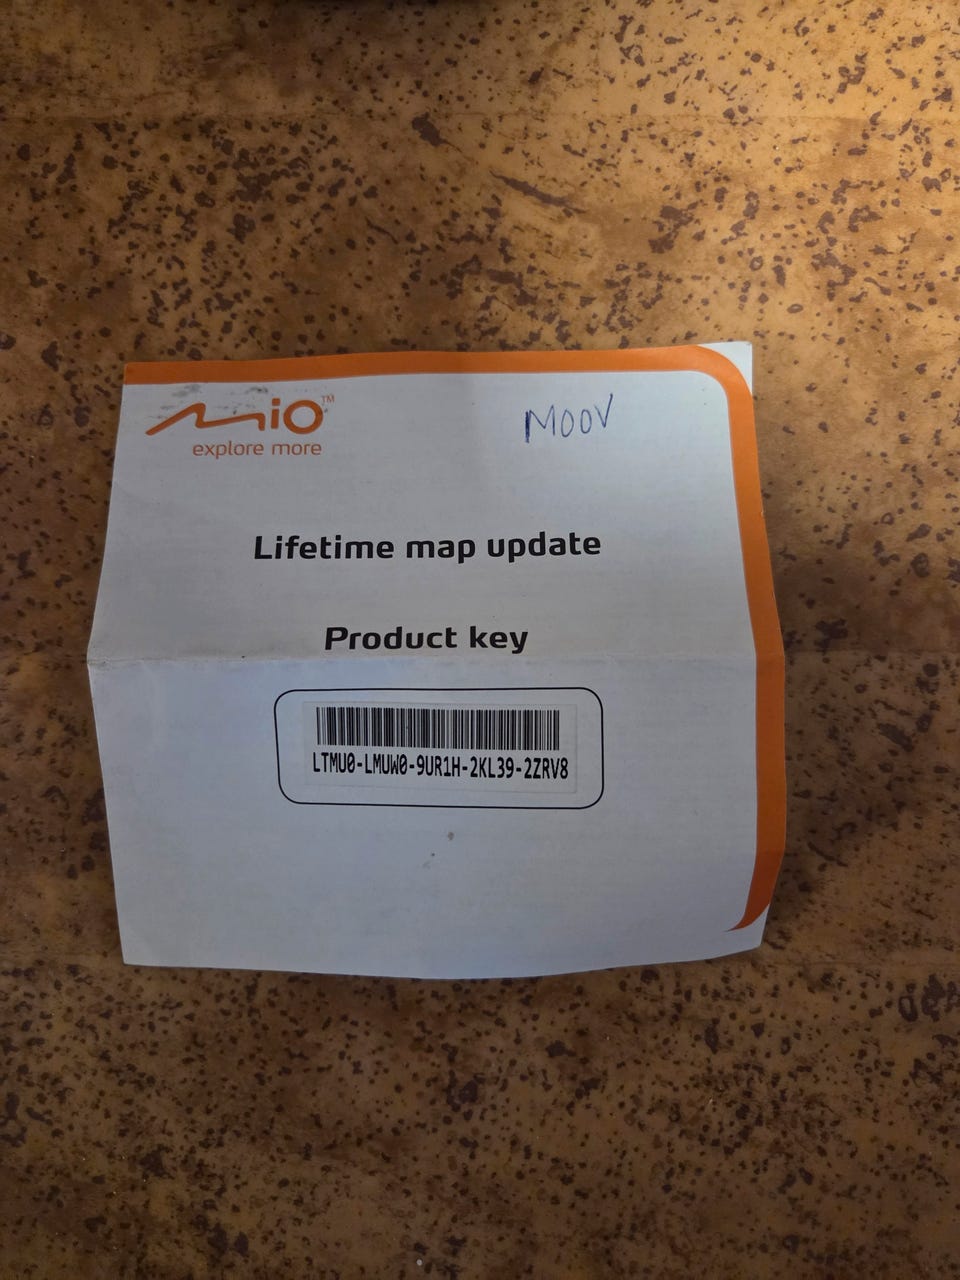 Mio™ MOOV
explore more
Lifetime map update
Product key
LTMU0-LMUW0-9UR1H-2KL39-2ZRV8